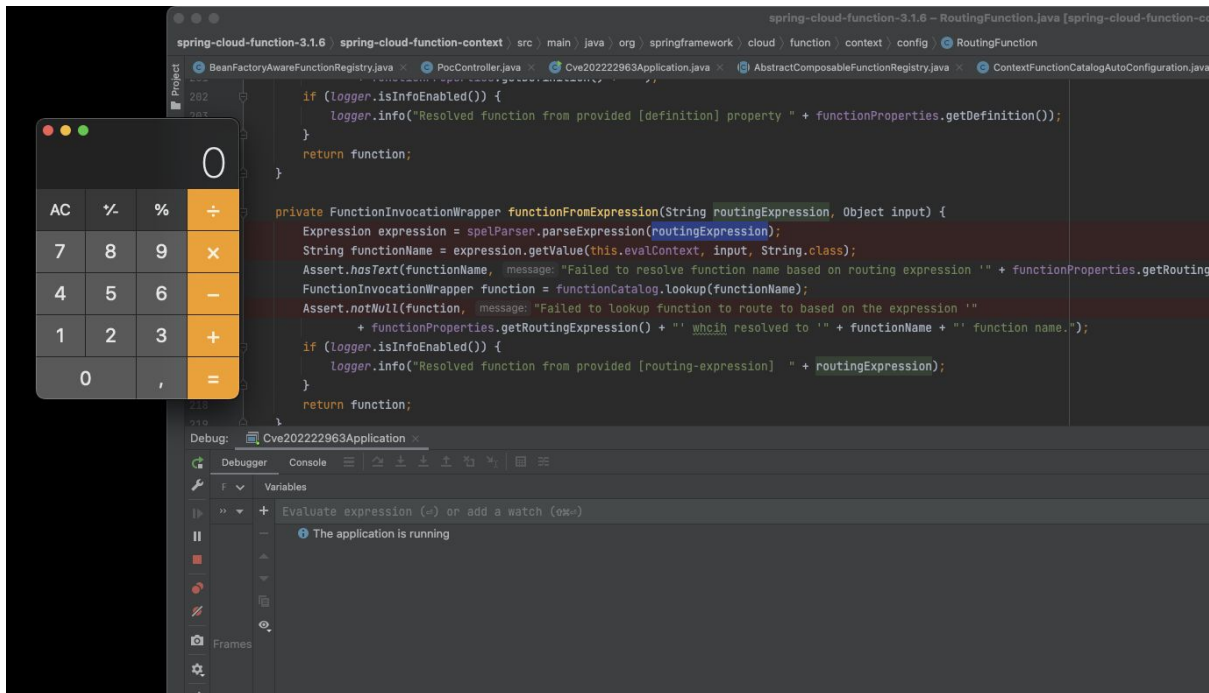 spring-cloud-function-3.1.6 – RoutingFunction.java [spring-cloud-function-co
spring-cloud-function-3.1.6 spring-cloud-function-context src main java org springframework cloud function context config RoutingFunction
Project
BeanFactoryAwareFunctionRegistry.java PocController.java Cve202222963Application.java AbstractComposableFunctionRegistry.java ContextFunctionCatalogAutoConfiguration.java
202 if (logger.isInfoEnabled()) {
203 logger.info("Resolved function from provided [definition] property " + functionProperties.getDefinition());
}
return function;
}
private FunctionInvocationWrapper functionFromExpression(String routingExpression, Object input) {
Expression expression = spelParser.parseExpression(routingExpression);
String functionName = expression.getValue(this.evalContext, input, String.class);
Assert.hasText(functionName, message: "Failed to resolve function name based on routing expression '" + functionProperties.getRouting
FunctionInvocationWrapper function = functionCatalog.lookup(functionName);
Assert.notNull(function, message: "Failed to lookup function to route to based on the expression '"
+ functionProperties.getRoutingExpression() + "' whcih resolved to '" + functionName + "' function name.");
if (logger.isInfoEnabled()) {
logger.info("Resolved function from provided [routing-expression]  " + routingExpression);
}
218 return function;
219 }
0
AC +/- % ÷
7 8 9 ×
4 5 6 −
1 2 3 +
0 , =
Debug: Cve202222963Application
Debugger Console
F Variables
Evaluate expression (⏎) or add a watch (⇧⌘⏎)
The application is running
Frames